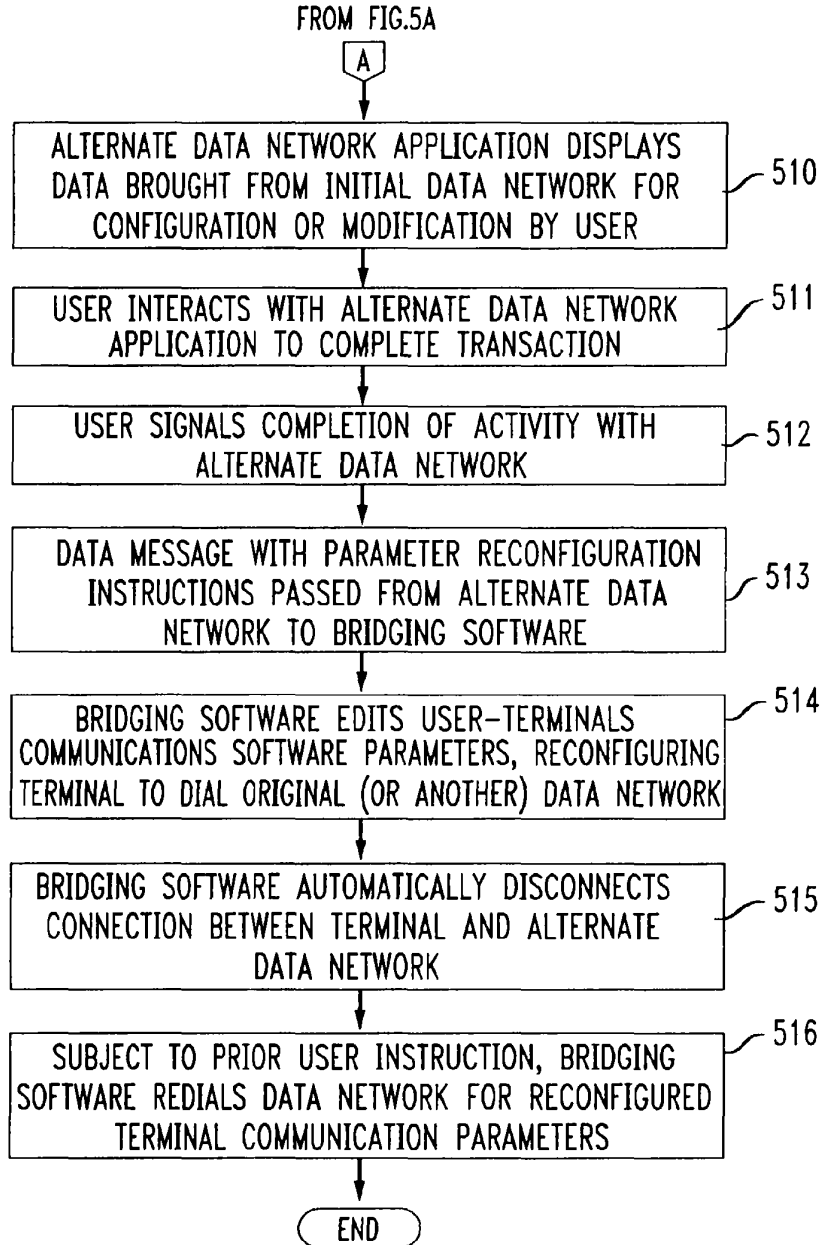 FROM FIG.5A
A
ALTERNATE DATA NETWORK APPLICATION DISPLAYS
DATA BROUGHT FROM INITIAL DATA NETWORK FOR
CONFIGURATION OR MODIFICATION BY USER
510
USER INTERACTS WITH ALTERNATE DATA NETWORK
APPLICATION TO COMPLETE TRANSACTION
511
USER SIGNALS COMPLETION OF ACTIVITY WITH
ALTERNATE DATA NETWORK
512
DATA MESSAGE WITH PARAMETER RECONFIGURATION
INSTRUCTIONS PASSED FROM ALTERNATE DATA
NETWORK TO BRIDGING SOFTWARE
513
BRIDGING SOFTWARE EDITS USER-TERMINALS
COMMUNICATIONS SOFTWARE PARAMETERS, RECONFIGURING
TERMINAL TO DIAL ORIGINAL (OR ANOTHER) DATA NETWORK
514
BRIDGING SOFTWARE AUTOMATICALLY DISCONNECTS
CONNECTION BETWEEN TERMINAL AND ALTERNATE
DATA NETWORK
515
SUBJECT TO PRIOR USER INSTRUCTION, BRIDGING
SOFTWARE REDIALS DATA NETWORK FOR RECONFIGURED
TERMINAL COMMUNICATION PARAMETERS
516
END